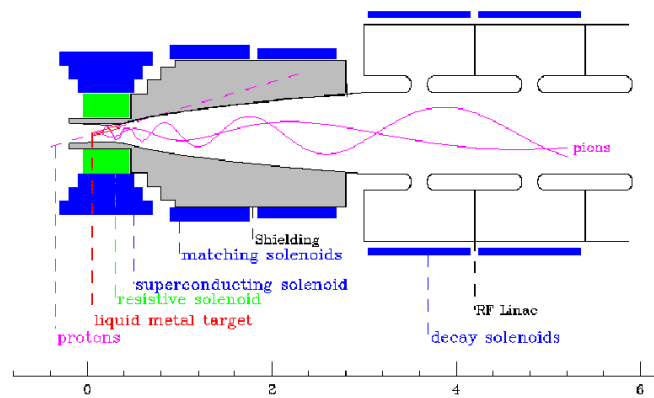 pions
Shielding
matching solenoids
superconducting solenoid
resistive solenoid
RF Linac
liquid metal target
protons
decay solenoids
0 2 4 6